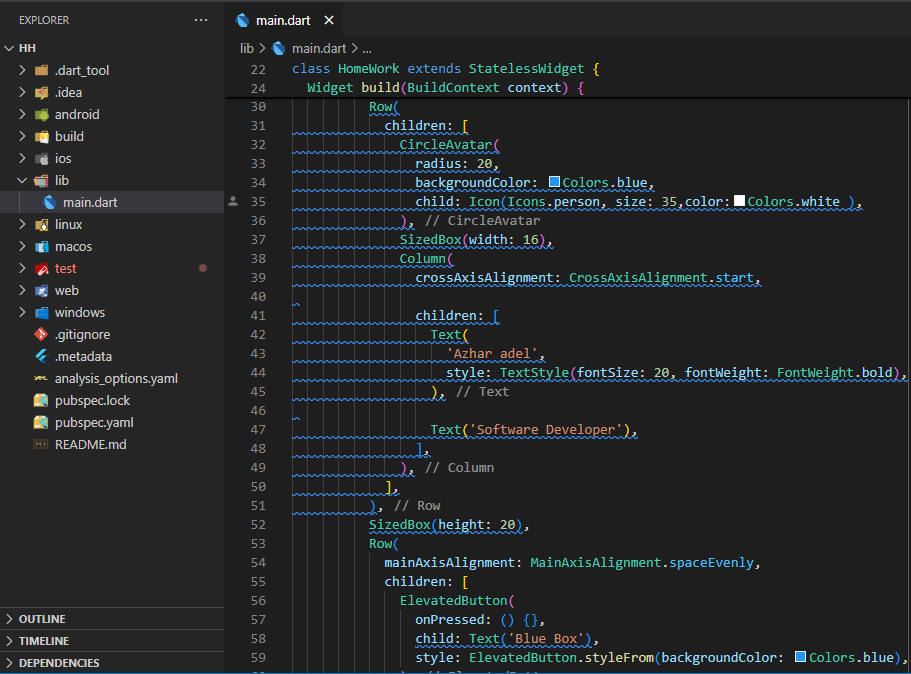 EXPLORER ...
main.dart ×
HH
lib > main.dart > ...
.dart_tool
.idea
android
build
ios
lib
main.dart
linux
macos
test
web
windows
.gitignore
.metadata
analysis_options.yaml
pubspec.lock
pubspec.yaml
README.md
OUTLINE
TIMELINE
DEPENDENCIES
22 class HomeWork extends StatelessWidget {
24 Widget build(BuildContext context) {
30 Row(
31 children: [
32 CircleAvatar(
33 radius: 20,
34 backgroundColor: Colors.blue,
35 child: Icon(Icons.person, size: 35,color: Colors.white ),
36 ), // CircleAvatar
37 SizedBox(width: 16),
38 Column(
39 crossAxisAlignment: CrossAxisAlignment.start,
40
41 children: [
42 Text(
43 'Azhar adel',
44 style: TextStyle(fontSize: 20, fontWeight: FontWeight.bold),
45 ), // Text
46
47 Text('Software Developer'),
48 ],
49 ), // Column
50 ],
51 ), // Row
52 SizedBox(height: 20),
53 Row(
54 mainAxisAlignment: MainAxisAlignment.spaceEvenly,
55 children: [
56 ElevatedButton(
57 onPressed: () {},
58 child: Text('Blue Box'),
59 style: ElevatedButton.styleFrom(backgroundColor: Colors.blue),